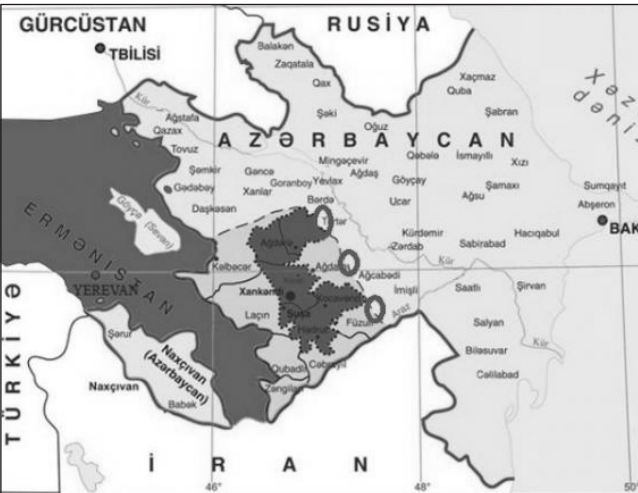 GÜRCÜSTAN
RUSİYA
TBİLİSİ
Balakən
Zaqatala
Qax
Xaçmaz
Quba
Xəzər
Şəki
Şabran
Kür
Ağstafa
Qazax
Oğuz
AZƏRBAYCAN
Tovuz
Mingəçevir
Qəbələ
İsmayıllı
Xızı
Şəmkir
Gəncə
Goranboy
Yevlax
Ağdaş
Göyçay
Şamaxı
Sumqayıt
Gədəbəy
Xanlar
Bərdə
Ucar
Ağsu
Abşeron
Göyçə (Sevan)
Daşkəsən
Tərtər
Kürdəmir
Hacıqabul
BAK
Zərdab
Sabirabad
ERMƏNİSTAN
Ağdərə
Kəlbəcər
Ağdam
Ağcabədi
Kür
YEREVAN
Xankəndi
Xocavənd
İmişli
Saatlı
Şirvan
Laçın
Şuşa
Füzuli
Araz
Salyan
Şərur
Hadrut
Biləsuvar
Kür
Naxçıvan
(Azərbaycan)
Qubadlı
Cəbrayıl
Cəlilabad
Naxçıvan
Zəngilan
Babək
TÜRKİYƏ
İRAN
46°
48°
50°